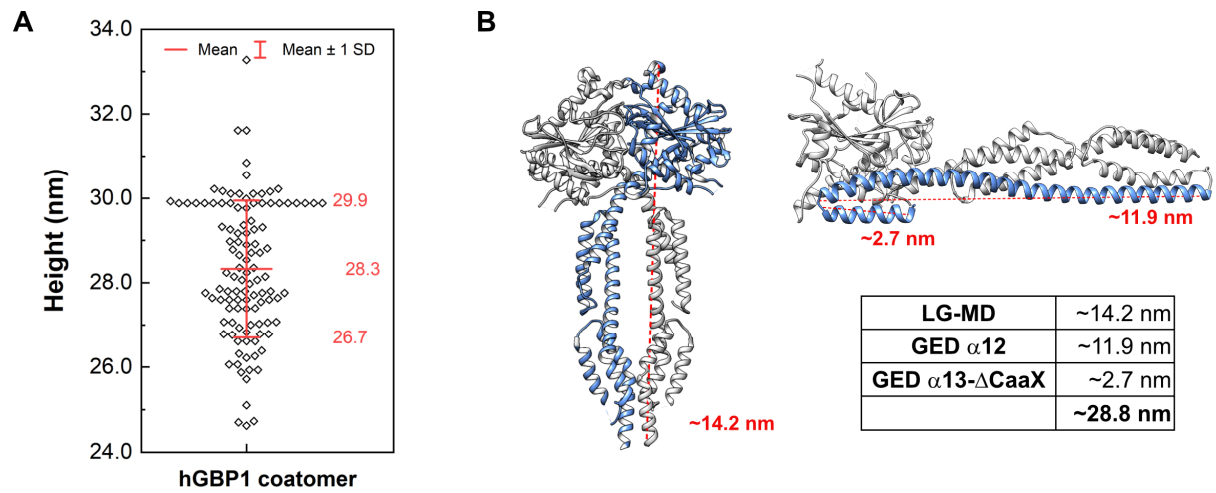 A
Height (nm)
34.0
32.0
30.0
28.0
26.0
24.0
Mean
Mean ± 1 SD
29.9
28.3
26.7
hGBP1 coatomer
B
~14.2 nm
~2.7 nm
~11.9 nm
LG-MD ~14.2 nm
GED α12 ~11.9 nm
GED α13-ΔCaaX ~2.7 nm
~28.8 nm